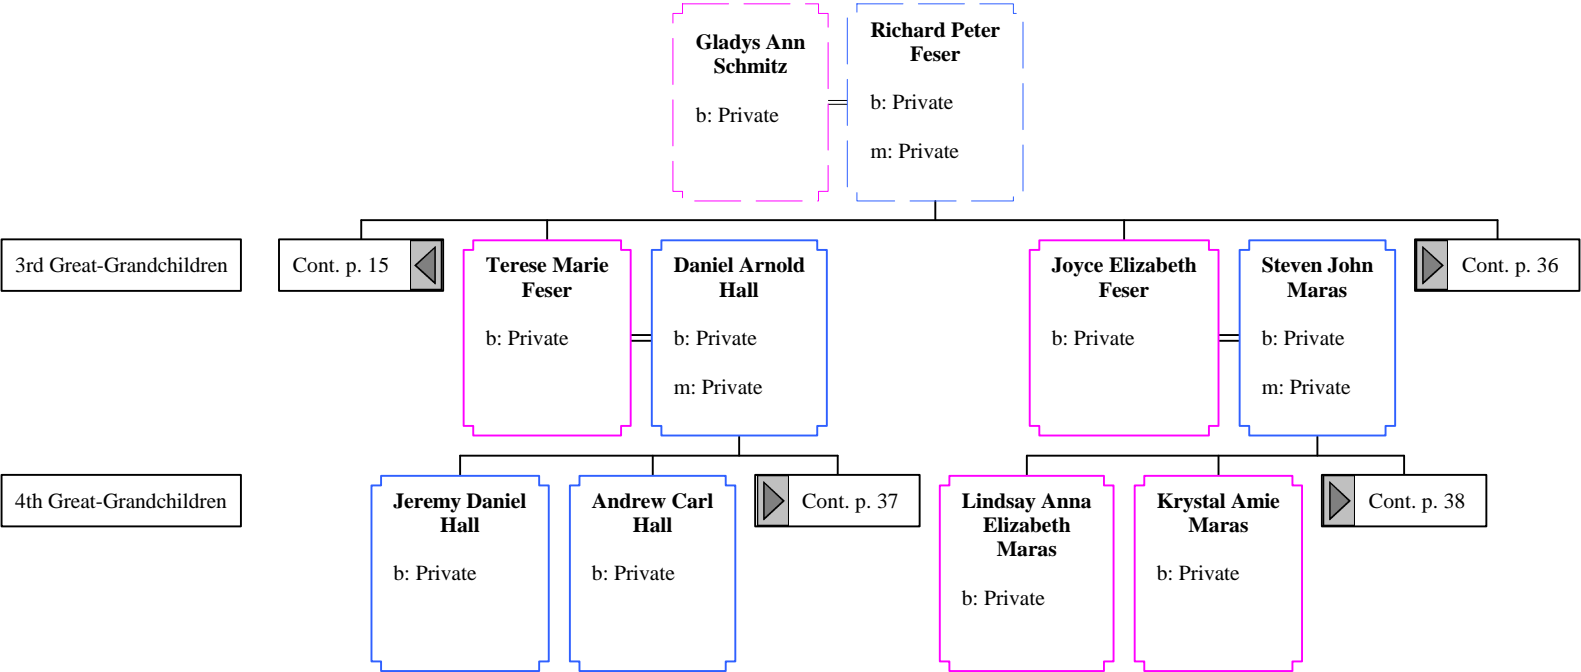 Gladys Ann
Schmitz
b: Private
Richard Peter
Feser
b: Private
m: Private
3rd Great-Grandchildren
Cont. p. 15
Terese Marie
Feser
b: Private
Daniel Arnold
Hall
b: Private
m: Private
Joyce Elizabeth
Feser
b: Private
Steven John
Maras
b: Private
m: Private
Cont. p. 36
4th Great-Grandchildren
Jeremy Daniel
Hall
b: Private
Andrew Carl
Hall
b: Private
Cont. p. 37
Lindsay Anna
Elizabeth
Maras
b: Private
Krystal Amie
Maras
b: Private
Cont. p. 38